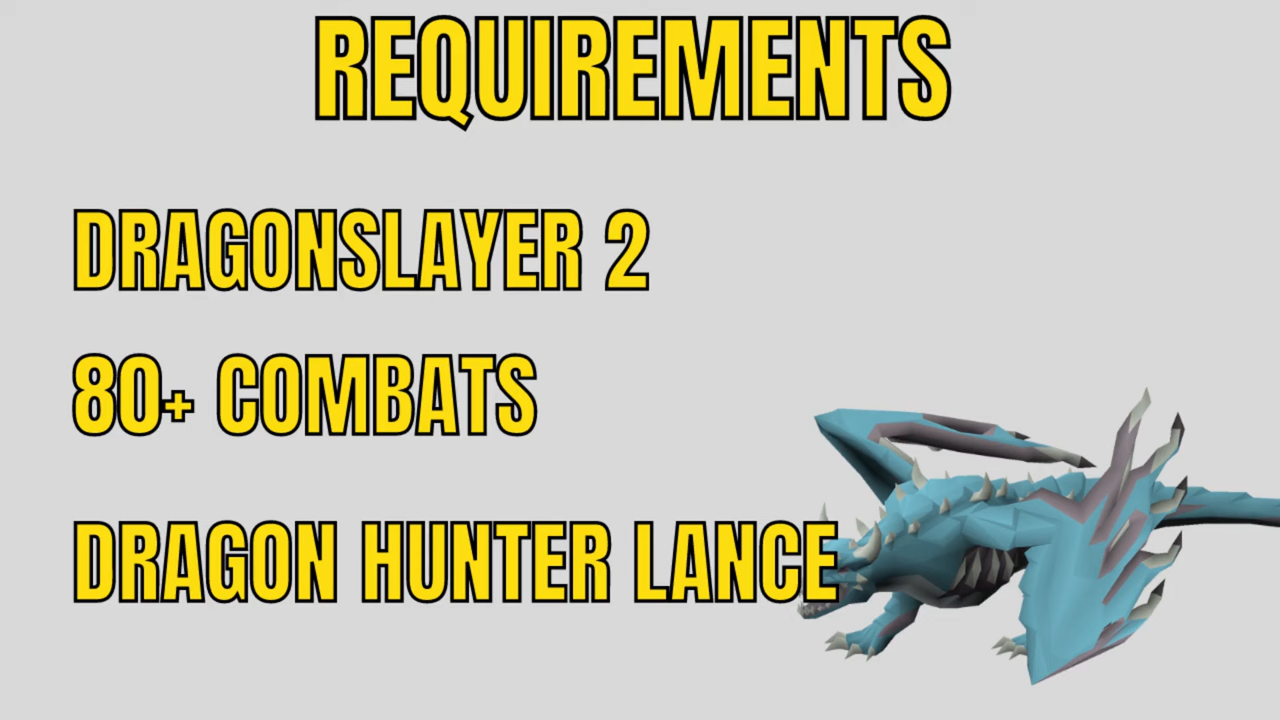 REQUIREMENTS
DRAGONSLAYER 2
80+ COMBATS
DRAGON HUNTER LANCE